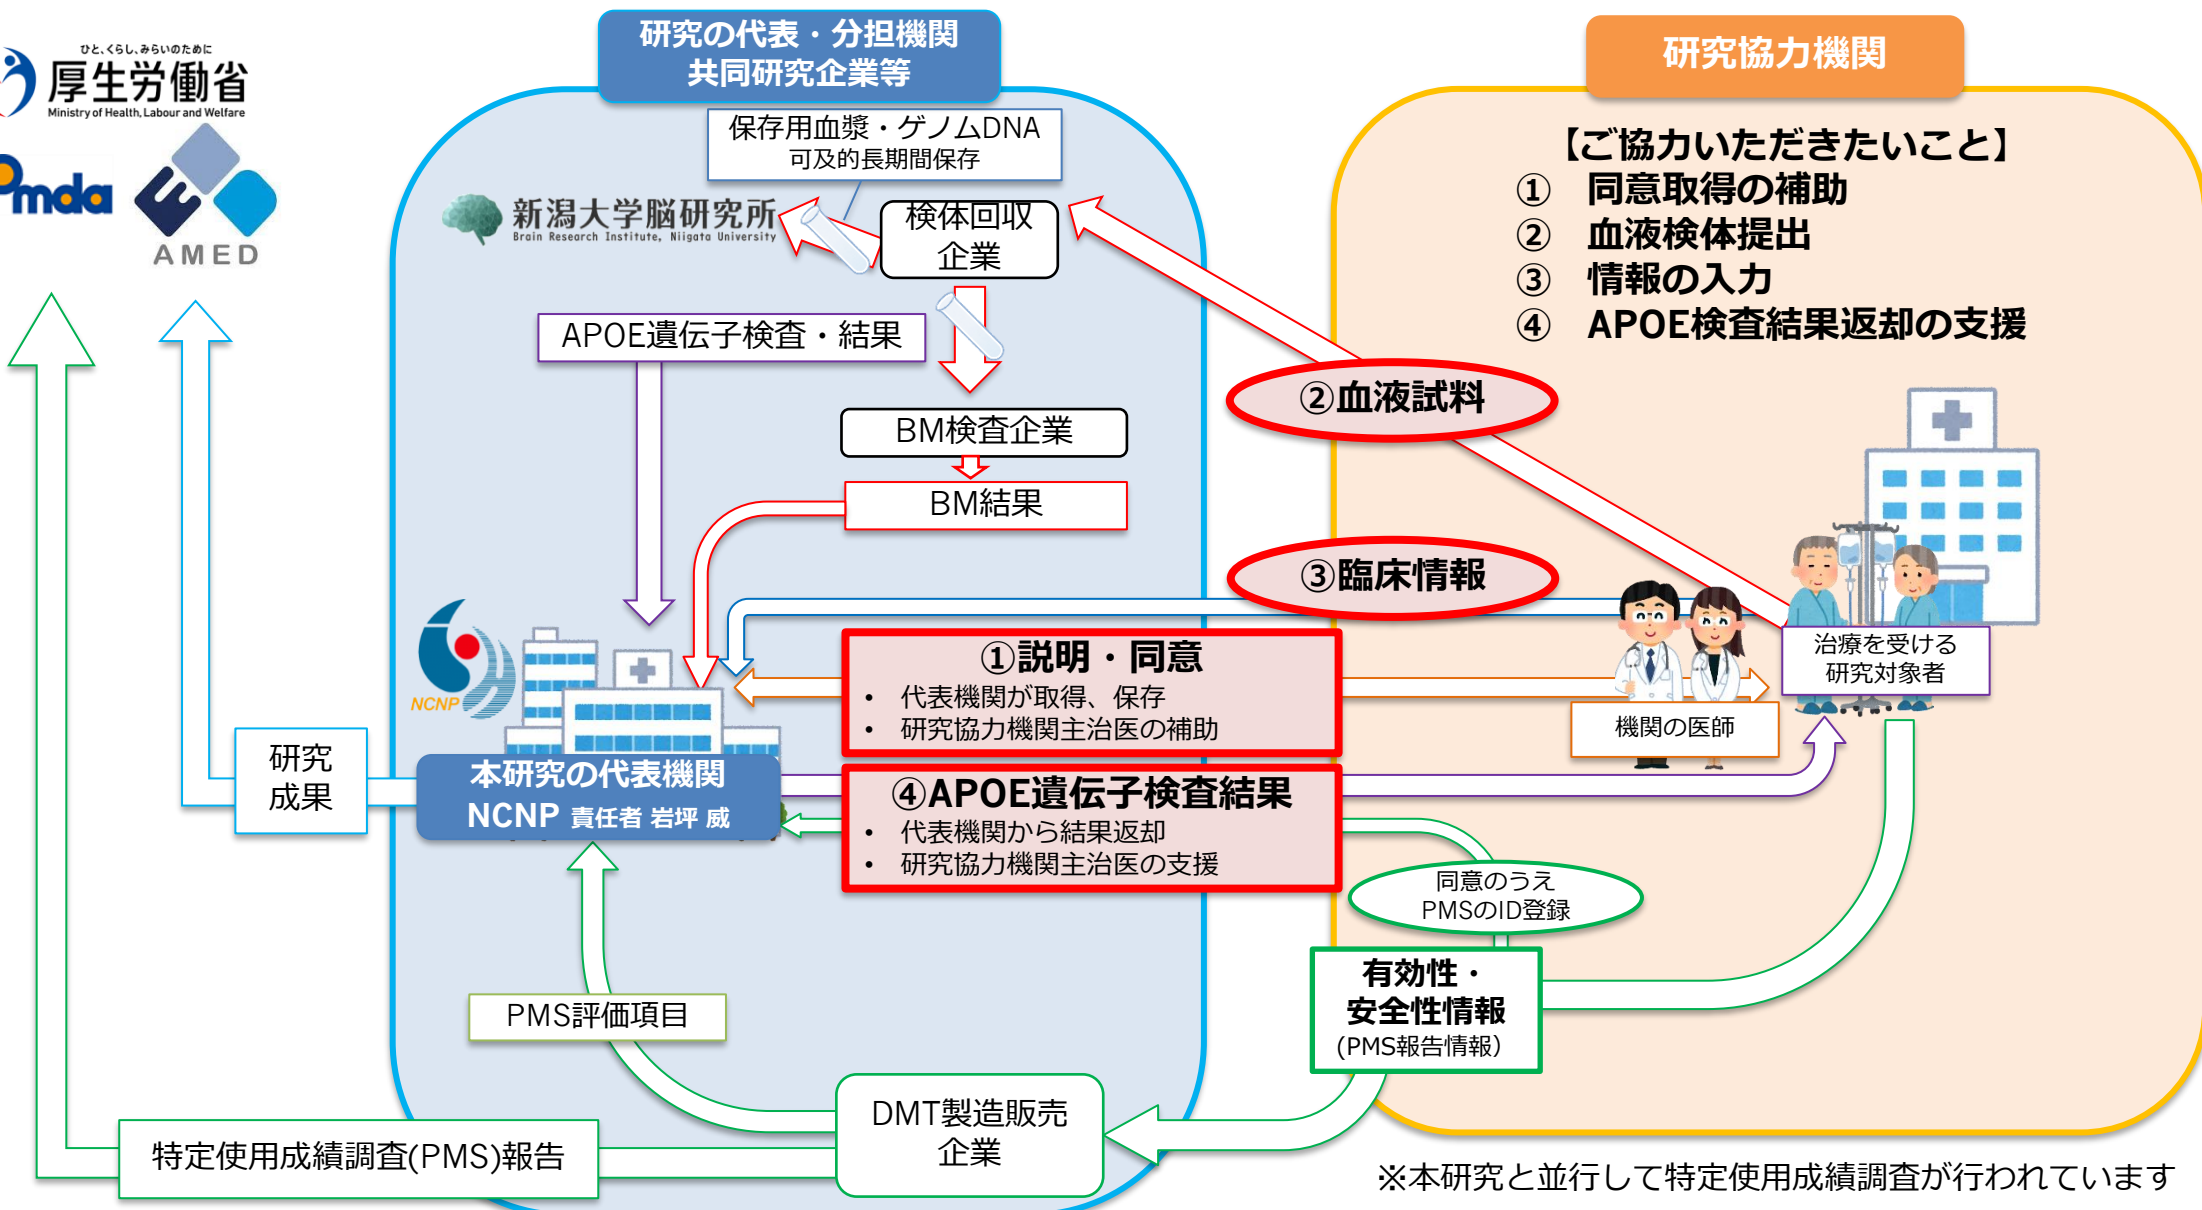 ひと、くらし、みらいのために
厚生労働省
Ministry of Health, Labour and Welfare
Pmda
AMED
研究の代表・分担機関
共同研究企業等
保存用血漿・ゲノムDNA
可及的長期間保存
新潟大学脳研究所
Brain Research Institute, Niigata University
検体回収
企業
APOE遺伝子検査・結果
BM検査企業
BM結果
研究協力機関
【ご協力いただきたいこと】
① 同意取得の補助
② 血液検体提出
③ 情報の入力
④ APOE検査結果返却の支援
②血液試料
③臨床情報
①説明・同意
• 代表機関が取得、保存
• 研究協力機関主治医の補助
④APOE遺伝子検査結果
• 代表機関から結果返却
• 研究協力機関主治医の支援
機関の医師
治療を受ける
研究対象者
NCNP
本研究の代表機関
NCNP 責任者 岩坪 威
研究
成果
同意のうえ
PMSのID登録
有効性・
安全性情報
(PMS報告情報)
PMS評価項目
DMT製造販売
企業
特定使用成績調査(PMS)報告
※本研究と並行して特定使用成績調査が行われています